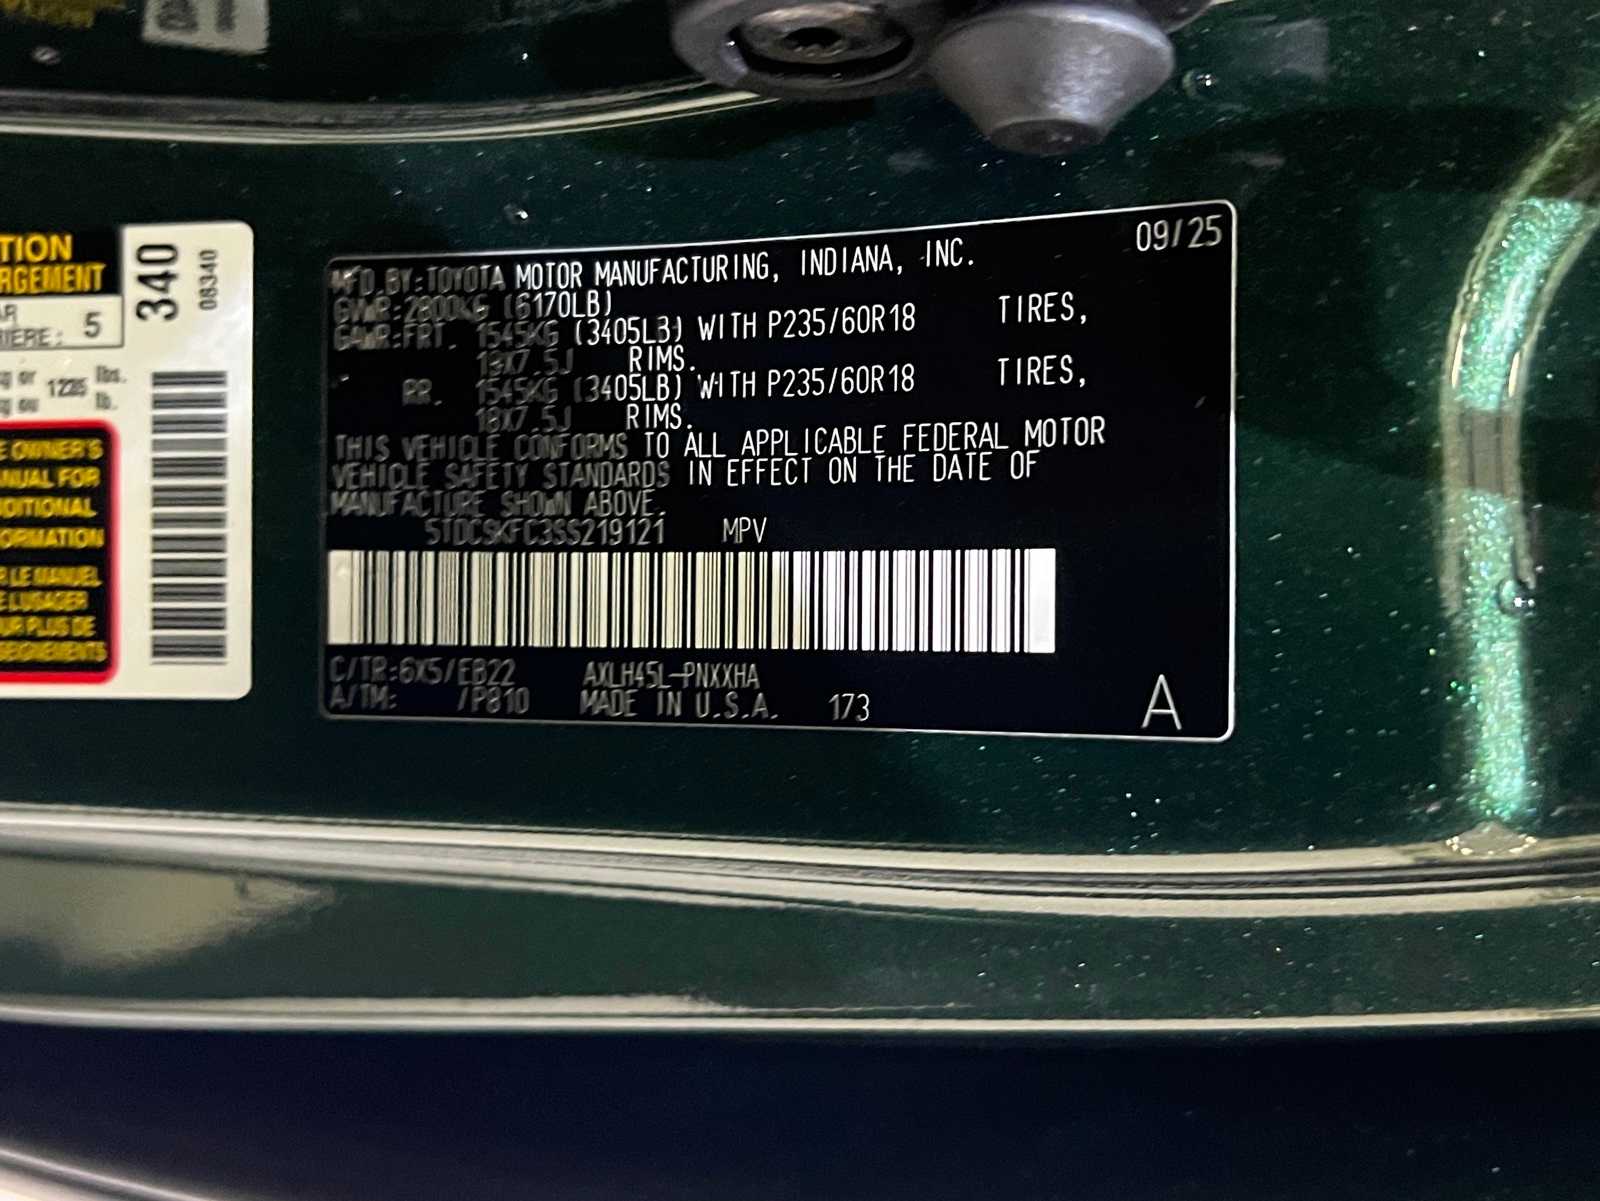 TION
RGEMENT
AR
RIÈRE: 5
g or 1235 lbs.
g ou lb.
E OWNER'S
ANUAL FOR
DITIONAL
ORMATION
R LE MANUEL
E L'USAGER
UR PLUS DE
SEIGNEMENTS
340
08340
09/25
MFD.BY:TOYOTA MOTOR MANUFACTURING, INDIANA, INC.
GVWR:2800KG (6170LB)
GAWR:FRT. 1545KG (3405LB) WITH P235/60R18 TIRES,
18X7.5J RIMS.
RR. 1545KG (3405LB) WITH P235/60R18 TIRES,
18X7.5J RIMS.
THIS VEHICLE CONFORMS TO ALL APPLICABLE FEDERAL MOTOR
VEHICLE SAFETY STANDARDS IN EFFECT ON THE DATE OF
MANUFACTURE SHOWN ABOVE.
5TDCSKFC3SS219121 MPV
C/TR:6X5/EB22 AXLH45L-PNXXHA
A/TM: /P810 MADE IN U.S.A. 173
A